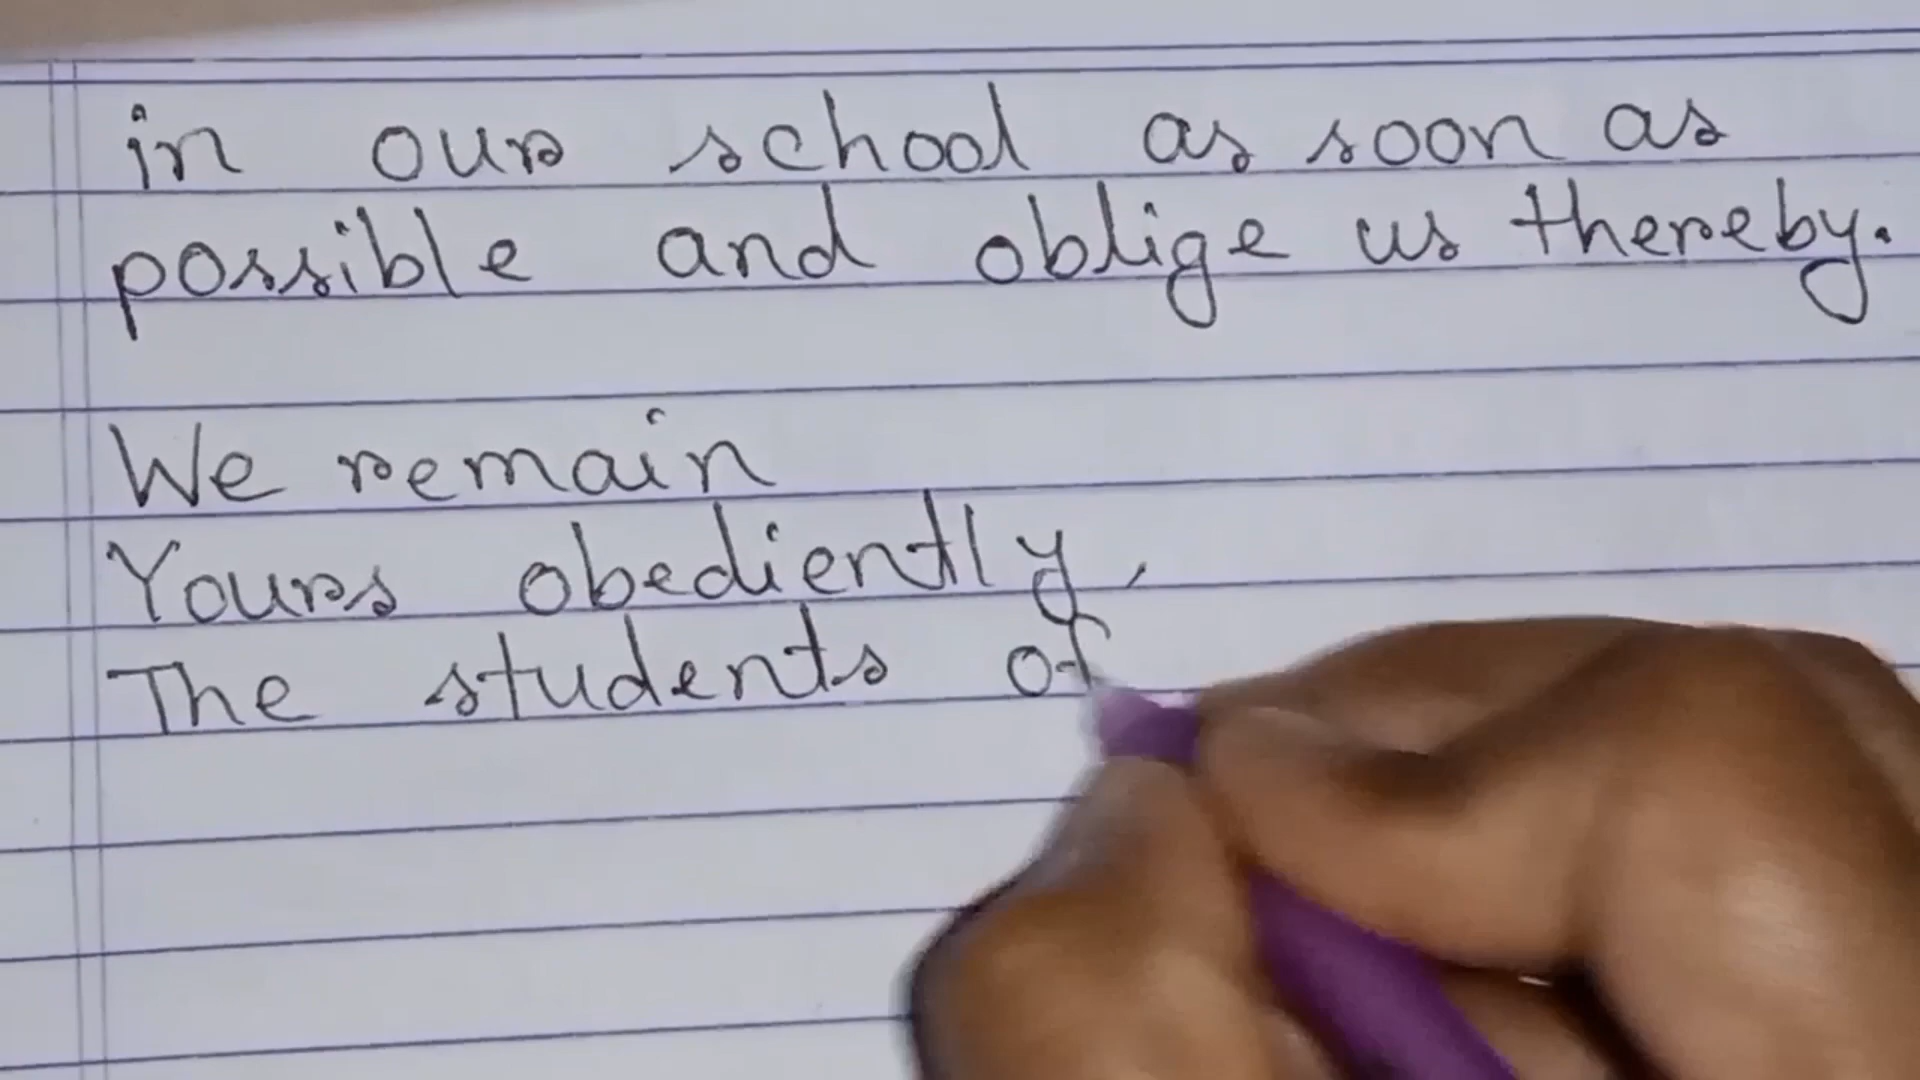 in our school as soon as
possible and oblige us thereby.
We remain
Yours obediently,
The students of